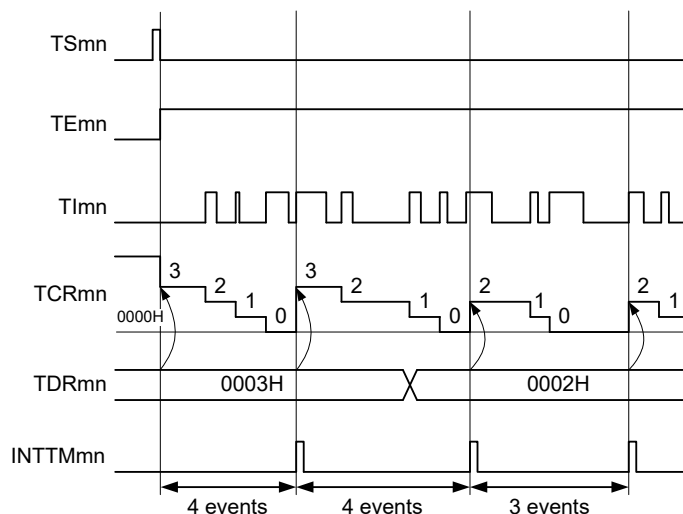 TSmn
TEmn
TImn
TCRmn
3
2
1
0
3
2
1
0
2
1
0
2
1
0000H
TDRmn
0003H
0002H
INTTMmn
4 events
4 events
3 events